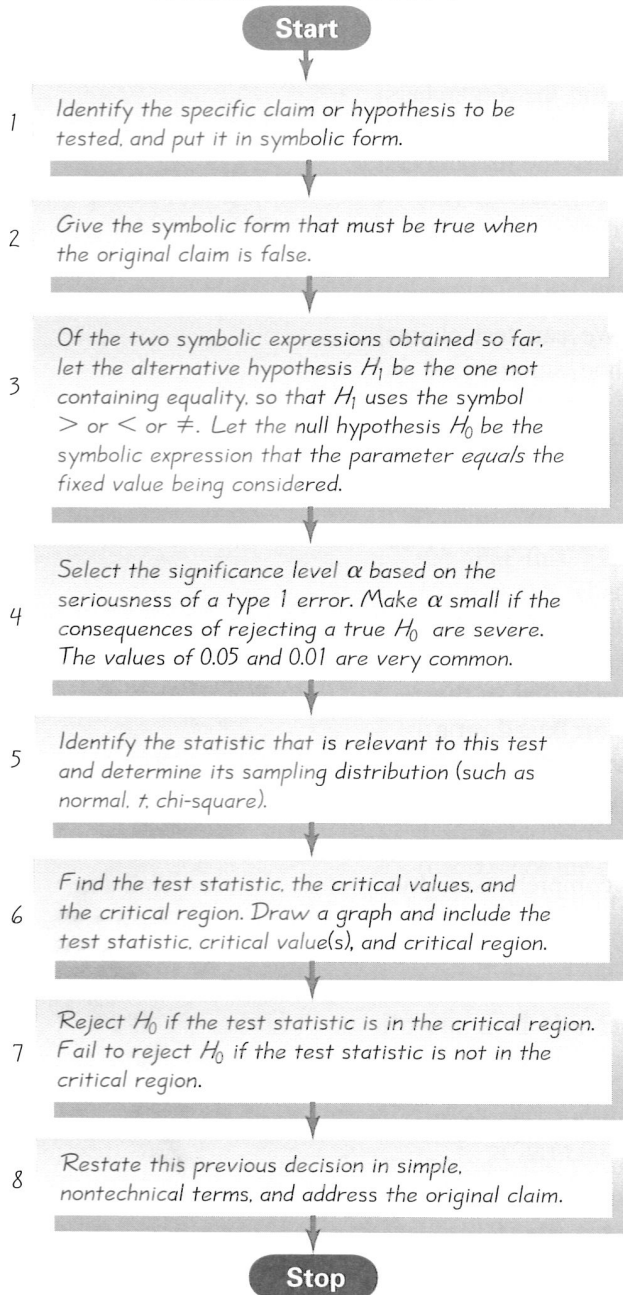 Start
1
Identify the specific claim or hypothesis to be
tested, and put it in symbolic form.
2
Give the symbolic form that must be true when
the original claim is false.
3
Of the two symbolic expressions obtained so far,
let the alternative hypothesis H₁ be the one not
containing equality, so that H₁ uses the symbol
> or < or ≠. Let the null hypothesis H₀ be the
symbolic expression that the parameter equals the
fixed value being considered.
4
Select the significance level α based on the
seriousness of a type 1 error. Make α small if the
consequences of rejecting a true H₀ are severe.
The values of 0.05 and 0.01 are very common.
5
Identify the statistic that is relevant to this test
and determine its sampling distribution (such as
normal, t, chi-square).
6
Find the test statistic, the critical values, and
the critical region. Draw a graph and include the
test statistic, critical value(s), and critical region.
7
Reject H₀ if the test statistic is in the critical region.
Fail to reject H₀ if the test statistic is not in the
critical region.
8
Restate this previous decision in simple,
nontechnical terms, and address the original claim.
Stop